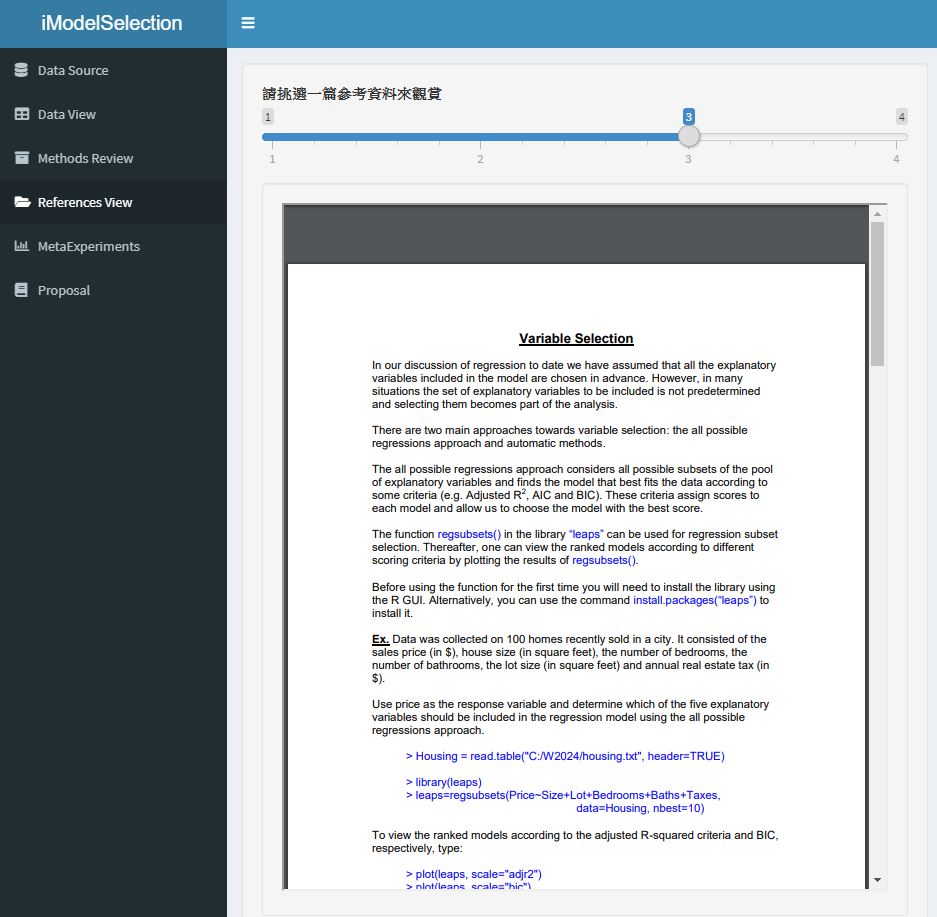 iModelSelection
Data Source
Data View
Methods Review
References View
MetaExperiments
Proposal
請挑選一篇參考資料來觀賞
1 3 4
1 2 3 4
Variable Selection
In our discussion of regression to date we have assumed that all the explanatory
variables included in the model are chosen in advance. However, in many
situations the set of explanatory variables to be included is not predetermined
and selecting them becomes part of the analysis.
There are two main approaches towards variable selection: the all possible
regressions approach and automatic methods.
The all possible regressions approach considers all possible subsets of the pool
of explanatory variables and finds the model that best fits the data according to
some criteria (e.g. Adjusted R², AIC and BIC). These criteria assign scores to
each model and allow us to choose the model with the best score.
The function regsubsets() in the library “leaps” can be used for regression subset
selection. Thereafter, one can view the ranked models according to different
scoring criteria by plotting the results of regsubsets().
Before using the function for the first time you will need to install the library using
the R GUI. Alternatively, you can use the command install.packages(“leaps”) to
install it.
Ex. Data was collected on 100 homes recently sold in a city. It consisted of the
sales price (in $), house size (in square feet), the number of bedrooms, the
number of bathrooms, the lot size (in square feet) and annual real estate tax (in
$).
Use price as the response variable and determine which of the five explanatory
variables should be included in the regression model using the all possible
regressions approach.
> Housing = read.table("C:/W2024/housing.txt", header=TRUE)
> library(leaps)
> leaps=regsubsets(Price~Size+Lot+Bedrooms+Baths+Taxes,
data=Housing, nbest=10)
To view the ranked models according to the adjusted R-squared criteria and BIC,
respectively, type:
> plot(leaps, scale="adjr2")
> plot(leaps, scale="bic")